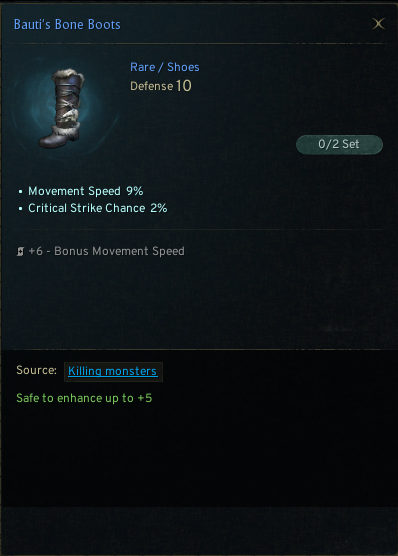 Bauti's Bone Boots
Rare / Shoes
Defense 10
0/2 Set
• Movement Speed 9%
• Critical Strike Chance 2%
+6 - Bonus Movement Speed
Source: Killing monsters
Safe to enhance up to +5